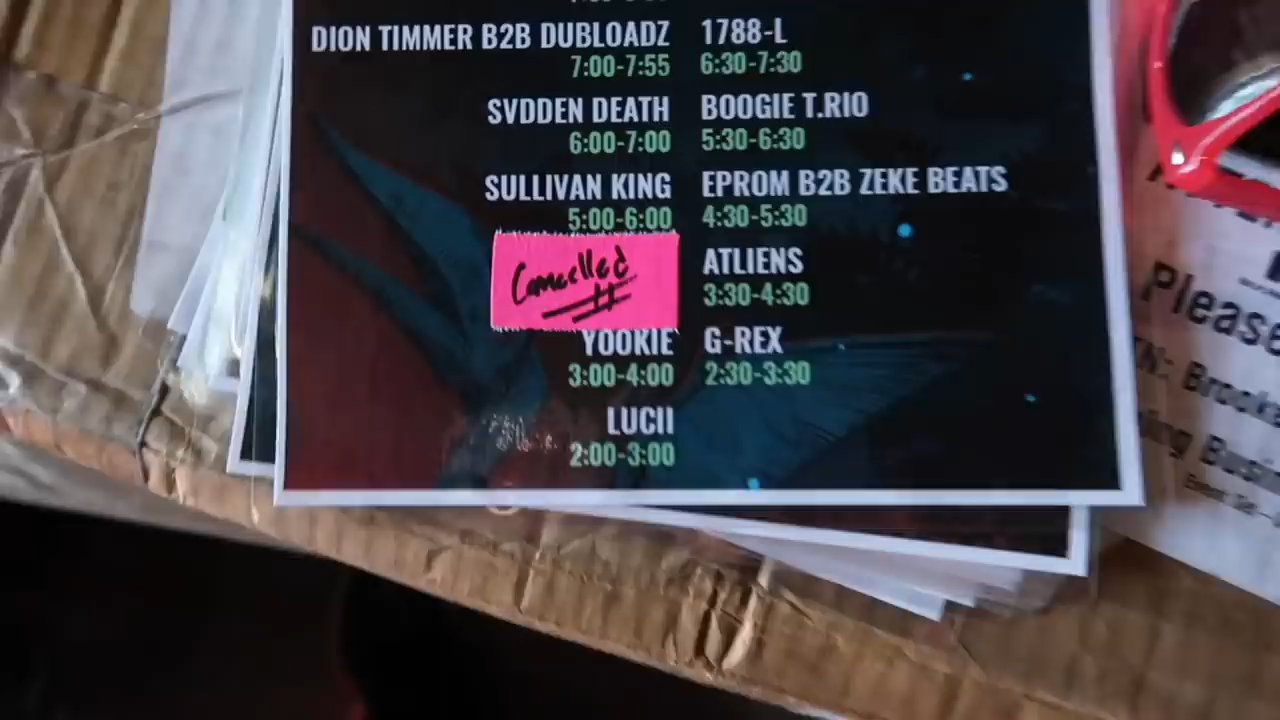 DION TIMMER B2B DUBLOADZ
7:00-7:55
SVDDEN DEATH
6:00-7:00
SULLIVAN KING
5:00-6:00
Cancelled
YOOKIE
3:00-4:00
LUCII
2:00-3:00
1788-L
6:30-7:30
BOOGIE T.RIO
5:30-6:30
EPROM B2B ZEKE BEATS
4:30-5:30
ATLIENS
3:30-4:30
G-REX
2:30-3:30
Please